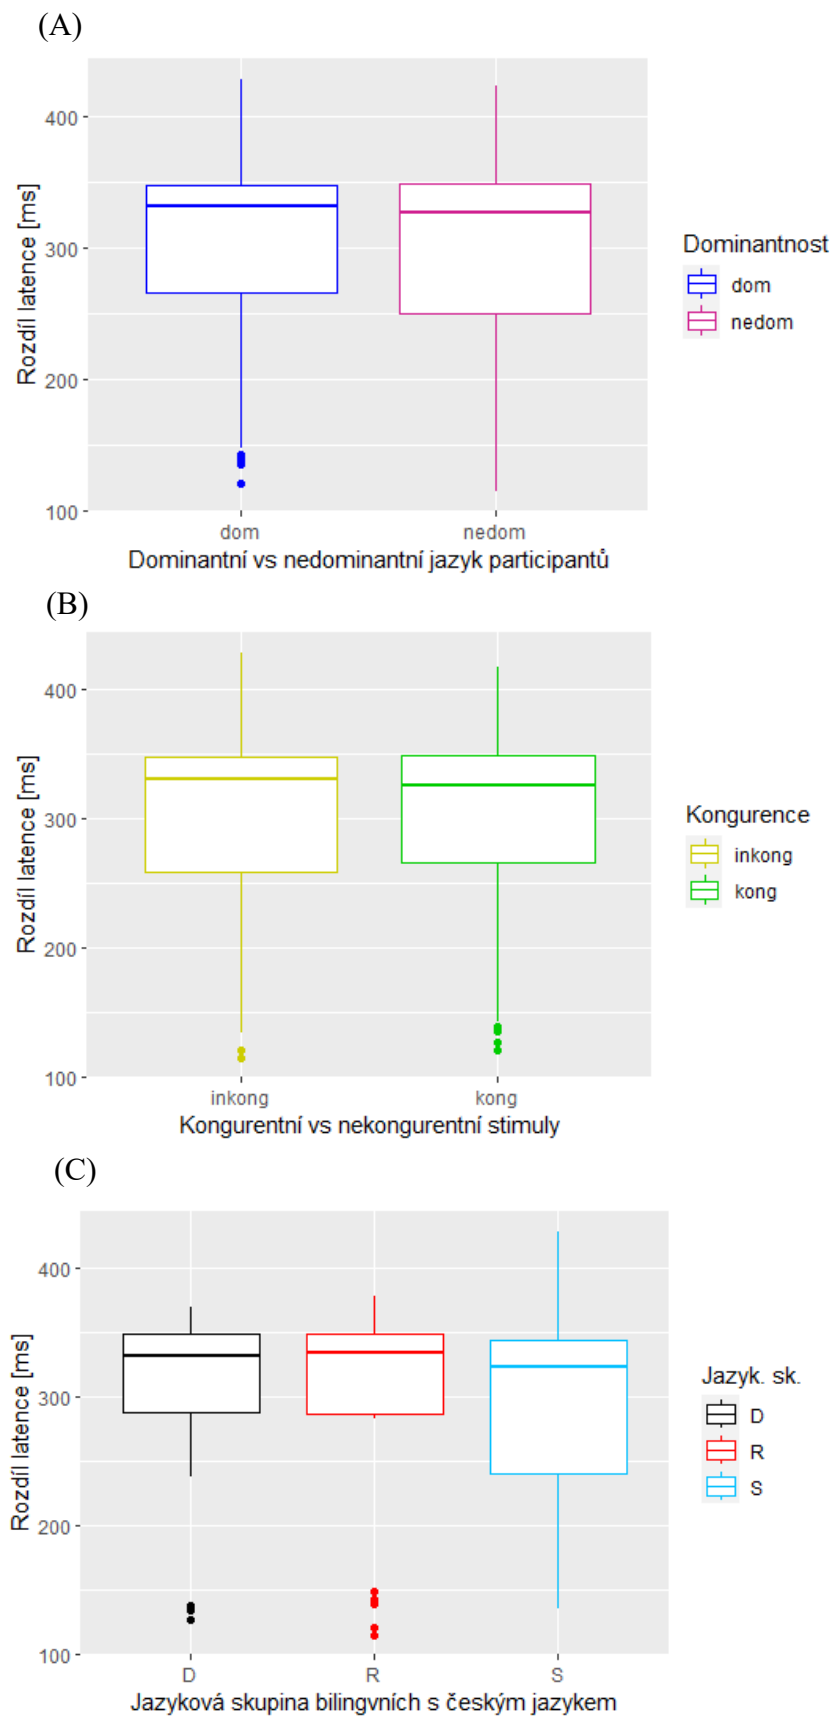 (A)
Rozdíl latence [ms]
400
300
200
100
dom
nedom
Dominantní vs nedominantní jazyk participantů
Dominantnost
dom
nedom
(B)
Rozdíl latence [ms]
400
300
200
100
inkong
kong
Kongurentní vs nekongurentní stimuly
Kongurence
inkong
kong
(C)
Rozdíl latence [ms]
400
300
200
100
D
R
S
Jazyková skupina bilingvních s českým jazykem
Jazyk. sk.
D
R
S